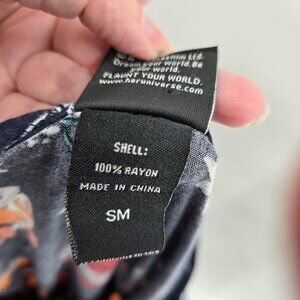 Ltd.
Dream your world. Be
your world.
FLAUNT YOUR WORLD.
www.heruniverse.com
SHELL:
100% RAYON
MADE IN CHINA
SM